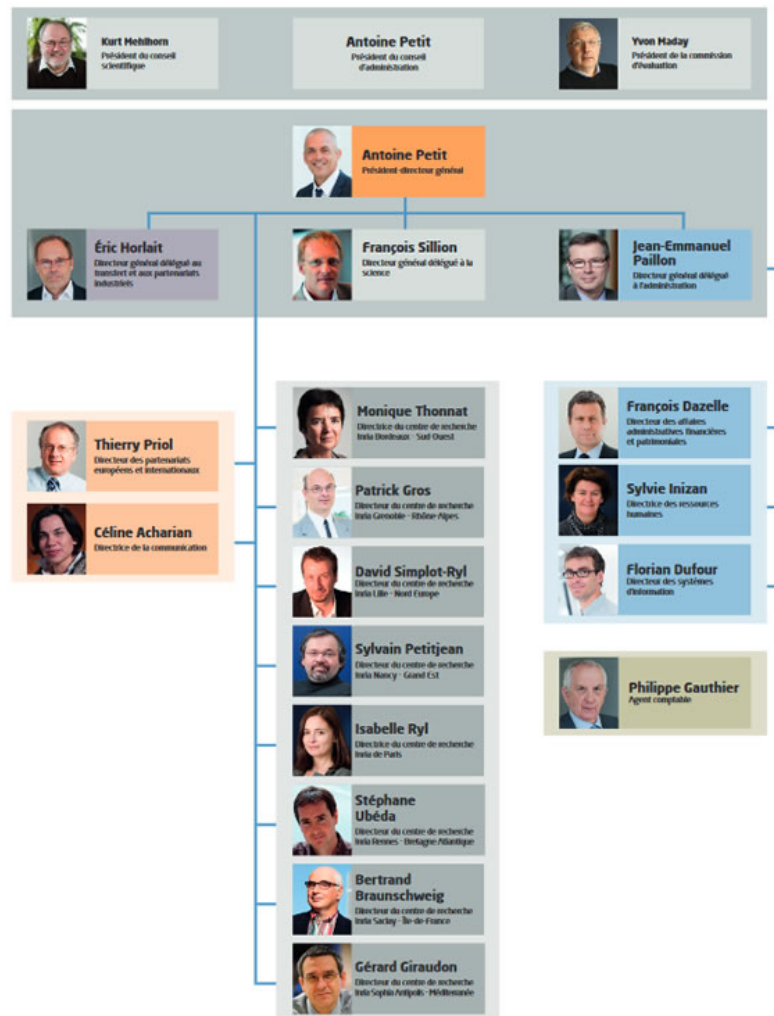 Kurt Mehlhorn
Président du conseil
scientifique
Antoine Petit
Président du conseil
d'administration
Yvon Maday
Président de la commission
d'évaluation
Antoine Petit
Président-directeur général
Éric Horlait
Directeur général délégué au
transfert et aux partenariats
industriels
François Sillion
Directeur général délégué à la
science
Jean-Emmanuel
Paillon
Directeur général délégué
à l'administration
Thierry Priol
Directeur des partenariats
européens et internationaux
Céline Acharian
Directrice de la communication
Monique Thonnat
Directrice du centre de recherche
Inria Bordeaux - Sud-Ouest
Patrick Gros
Directeur du centre de recherche
Inria Grenoble - Rhône-Alpes
David Simplot-Ryl
Directeur du centre de recherche
Inria Lille - Nord Europe
Sylvain Petitjean
Directeur du centre de recherche
Inria Nancy - Grand Est
Isabelle Ryl
Directrice du centre de recherche
Inria de Paris
Stéphane
Ubéda
Directeur du centre de recherche
Inria Rennes - Bretagne Atlantique
Bertrand
Braunschweig
Directeur du centre de recherche
Inria Saclay - Île-de-France
Gérard Giraudon
Directeur du centre de recherche
Inria Sophia Antipolis - Méditerranée
François Dazelle
Directeur des affaires
administratives financières
et patrimoniales
Sylvie Inizan
Directrice des ressources
humaines
Florian Dufour
Directeur des systèmes
d'information
Philippe Gauthier
Agent comptable